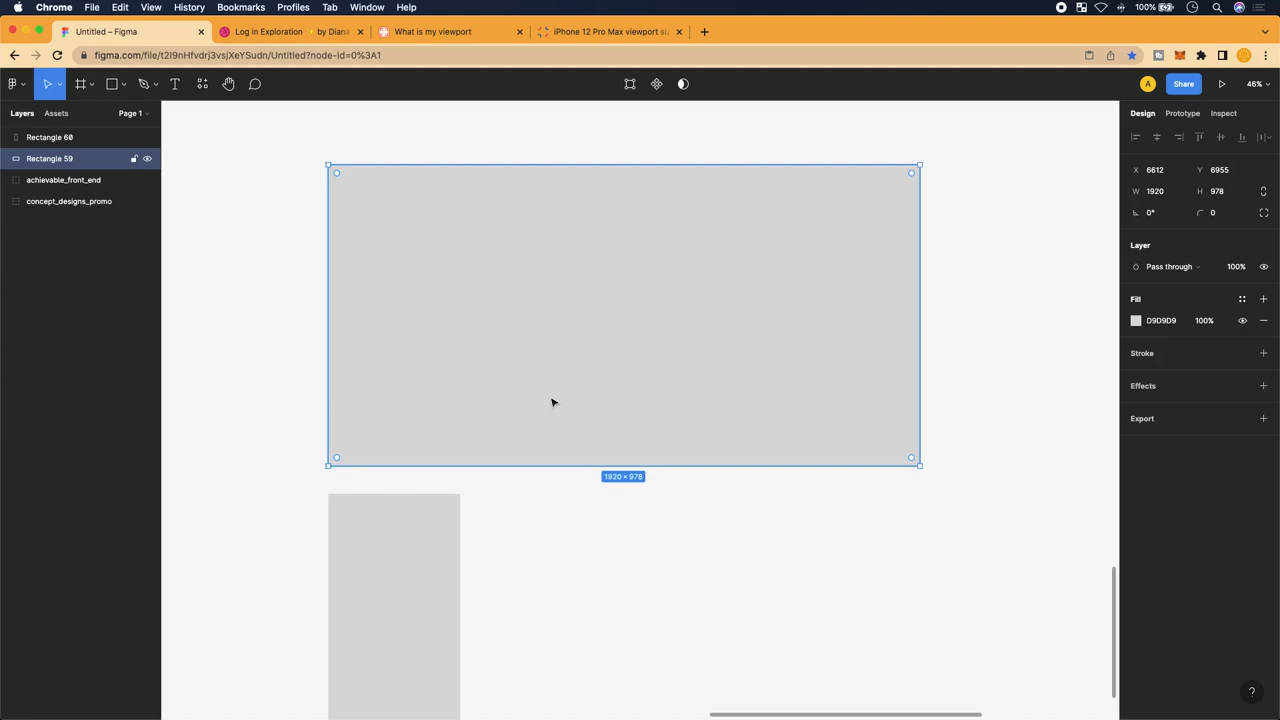 Chrome File Edit View History Bookmarks Profiles Tab Window Help 100%
Untitled – Figma Log in Exploration by Diana What is my viewport iPhone 12 Pro Max viewport siz
figma.com/file/t2I9nHfvdrj3vsjXeYSudn/Untitled?node-id=0%3A1
A Share 46%
Layers Assets Page 1 Design Prototype Inspect
Rectangle 60
Rectangle 59
achievable_front_end
concept_designs_promo
X 6612 Y 6955
W 1920 H 978
0° 0
Layer
Pass through 100%
Fill
D9D9D9 100%
Stroke
Effects
Export
1920 × 978
?